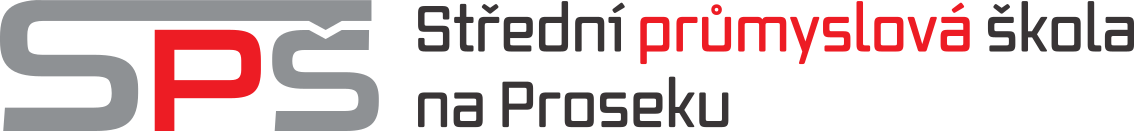 SPŠ
Střední průmyslová škola
na Proseku